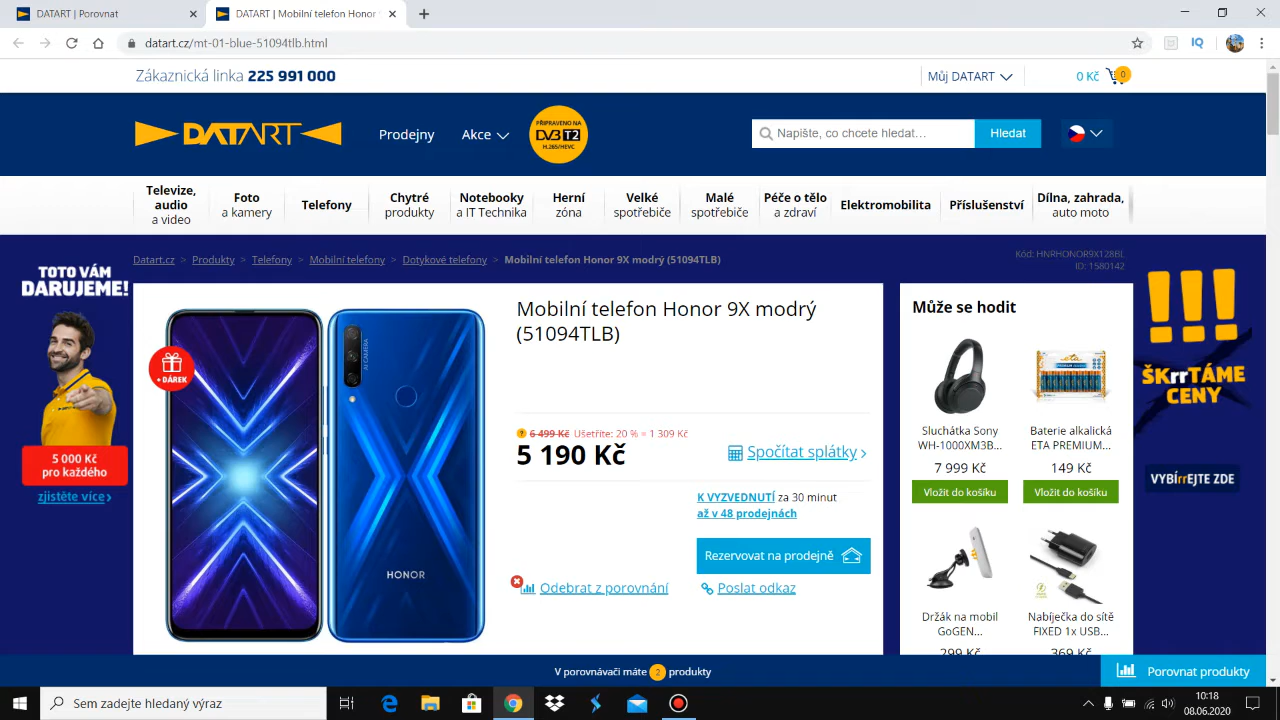 DATART | Porovnat
DATART | Mobilní telefon Honor
datart.cz/mt-01-blue-51094tlb.html
Zákaznická linka 225 991 000
Můj DATART
0 Kč
0
DATART
Prodejny
Akce
PŘIPRAVENO NA
DVB T2
H.265/HEVC
Napište, co chcete hledat…
Hledat
Televize,
audio
a video
Foto
a kamery
Telefony
Chytré
produkty
Notebooky
a IT Technika
Herní
zóna
Velké
spotřebiče
Malé
spotřebiče
Péče o tělo
a zdraví
Elektromobilita
Příslušenství
Dílna, zahrada,
auto moto
Datart.cz > Produkty > Telefony > Mobilní telefony > Dotykové telefony > Mobilní telefon Honor 9X modrý (51094TLB)
Kód: HNRHONOR9X128BL
ID: 1580142
TOTO VÁM
DARUJEME!
5 000 Kč
pro každého
zjistěte více
+ DÁREK
AI CAMERA
HONOR
Mobilní telefon Honor 9X modrý
(51094TLB)
? 6 499 Kč Ušetříte: 20 % = 1 309 Kč
5 190 Kč
Spočítat splátky
K VYZVEDNUTÍ za 30 minut
až v 48 prodejnách
Rezervovat na prodejně
Odebrat z porovnání
Poslat odkaz
Může se hodit
Sluchátka Sony
WH-1000XM3B...
7 999 Kč
Vložit do košíku
Baterie alkalická
ETA PREMIUM...
149 Kč
Vložit do košíku
Držák na mobil
GoGEN...
299 Kč
Nabíječka do sítě
FIXED 1x USB...
369 Kč
!!!
ŠKrrTÁME
CENY
VYBÍrrEJTE ZDE
V porovnávači máte 2 produkty
Porovnat produkty
Sem zadejte hledaný výraz
10:18
08.06.2020